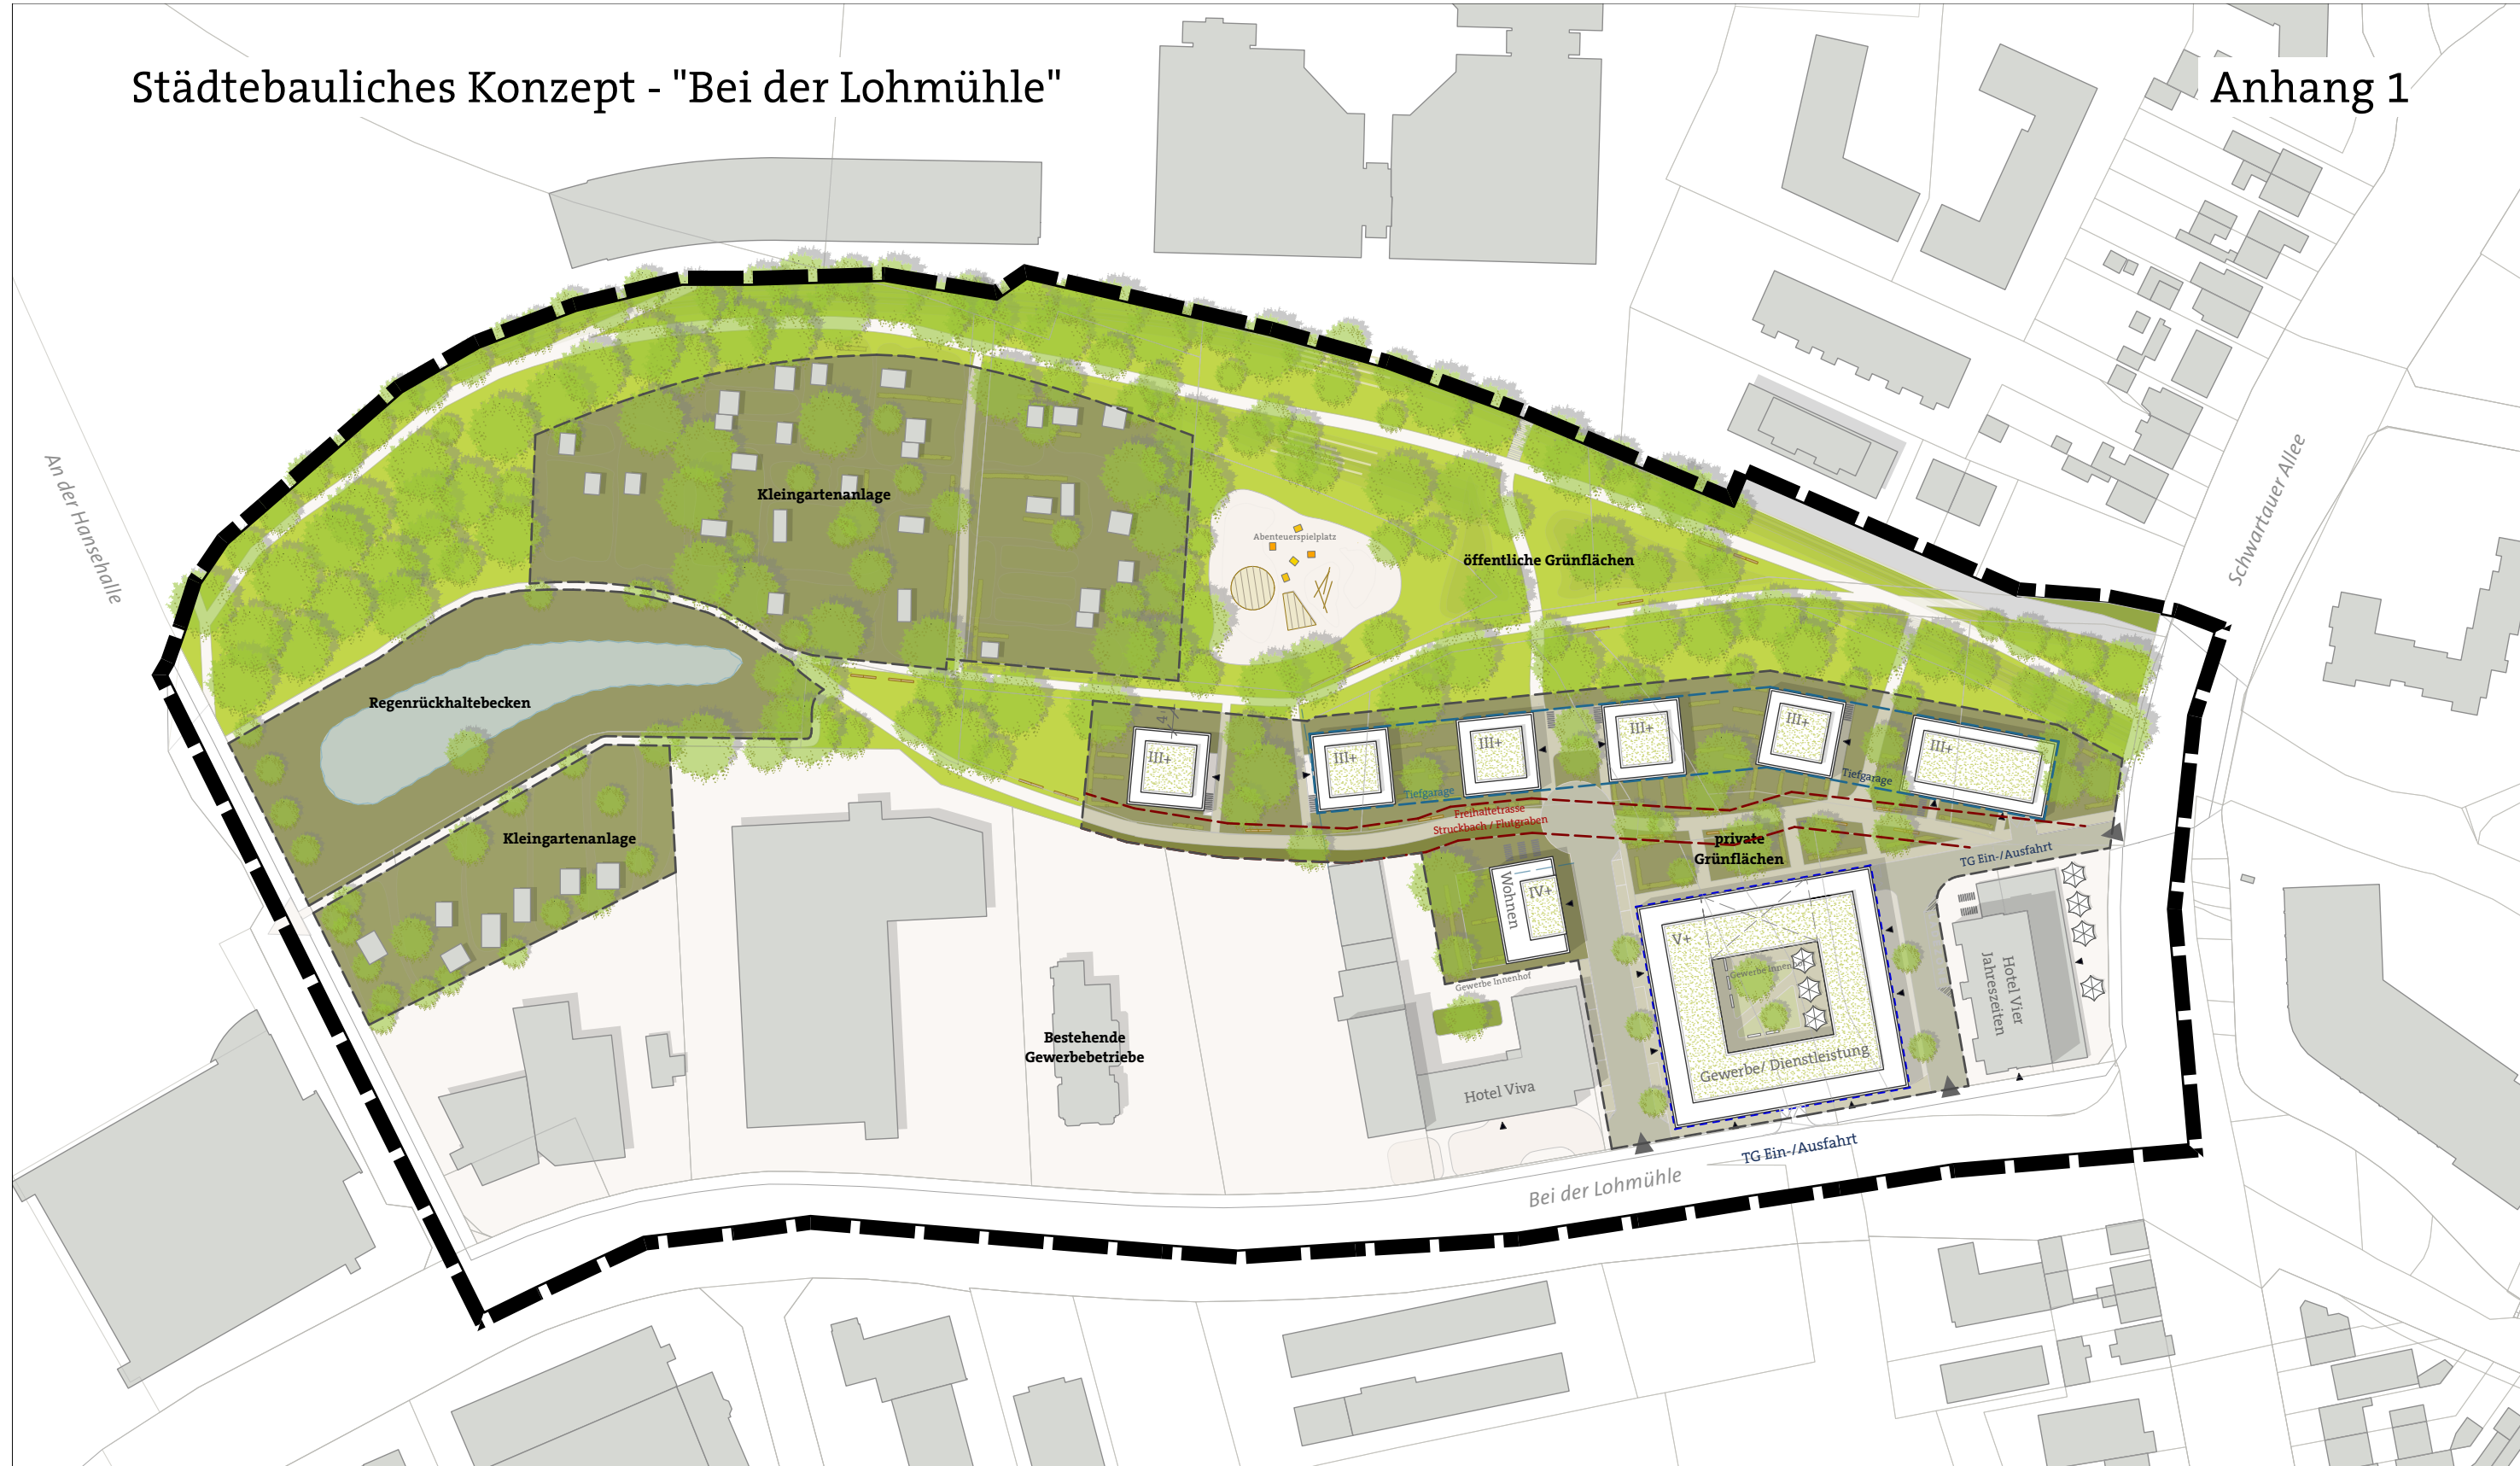 Städtebauliches Konzept - "Bei der Lohmühle"
Anhang 1
An der Hansehalle
Schwartauer Allee
Kleingartenanlage
Abenteuerspielplatz
öffentliche Grünflächen
Regenrückhaltebecken
4
III+
III+
III+
III+
III+
III+
Tiefgarage
Tiefgarage
Freihaltetrasse
Struckbach / Flutgraben
Kleingartenanlage
private
Grünflächen
TG Ein-/Ausfahrt
Wohnen
IV+
V+
Gewerbe Innenhof
Gewerbe Innenhof
Hotel Vier
Jahreszeiten
Bestehende
Gewerbebetriebe
Gewerbe/ Dienstleistung
Hotel Viva
TG Ein-/Ausfahrt
Bei der Lohmühle